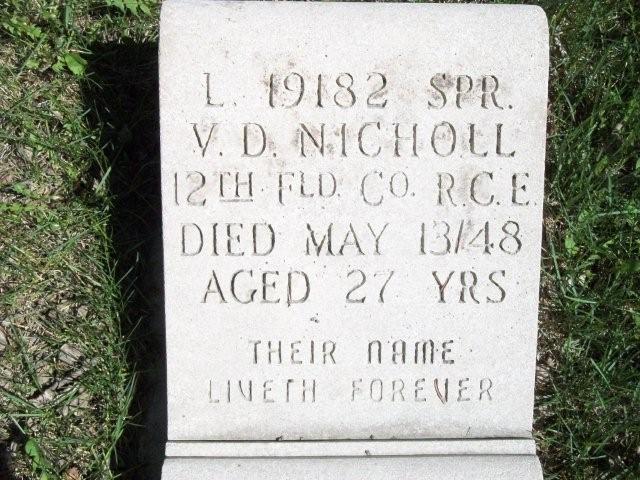 L. 19182 SPR.
V. D. NICHOLL
12TH FLD. CO. R.C.E.
DIED MAY 13/48
AGED 27 YRS
THEIR NAME
LIVETH FOREVER